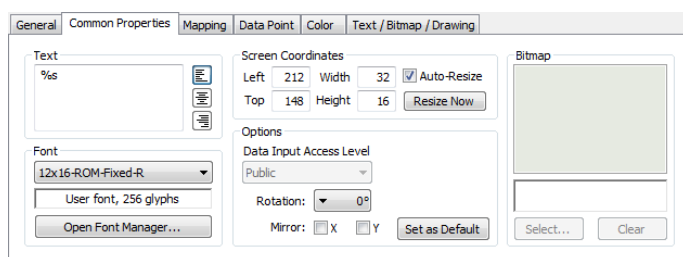 General Common Properties Mapping Data Point Color Text / Bitmap / Drawing
Text
%s
Font
12x16-ROM-Fixed-R
User font, 256 glyphs
Open Font Manager...
Screen Coordinates
Left 212 Width 32 Auto-Resize
Top 148 Height 16 Resize Now
Options
Data Input Access Level
Public
Rotation: 0°
Mirror: X Y Set as Default
Bitmap
Select... Clear